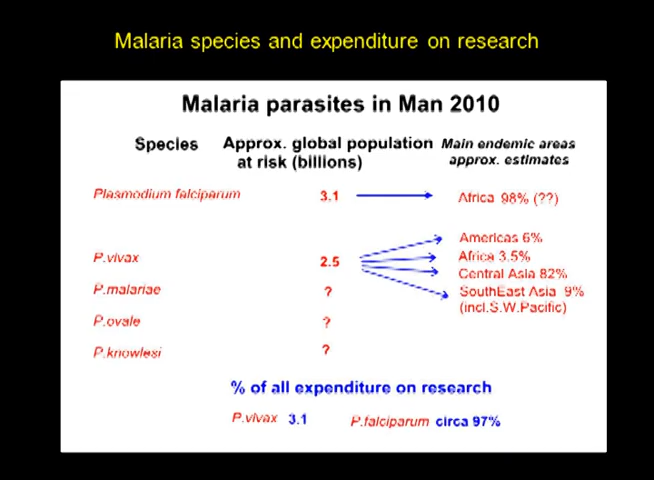 Malaria species and expenditure on research
Malaria parasites in Man 2010
Species Approx. global population at risk (billions) Main endemic areas approx. estimates
Plasmodium falciparum 3.1 Africa 98% (??)
P.vivax 2.5 Americas 6%
Africa 3.5%
Central Asia 82%
SouthEast Asia 9%
(incl.S.W.Pacific)
P.malariae ?
P.ovale ?
P.knowlesi ?
% of all expenditure on research
P.vivax 3.1 P.falciparum circa 97%